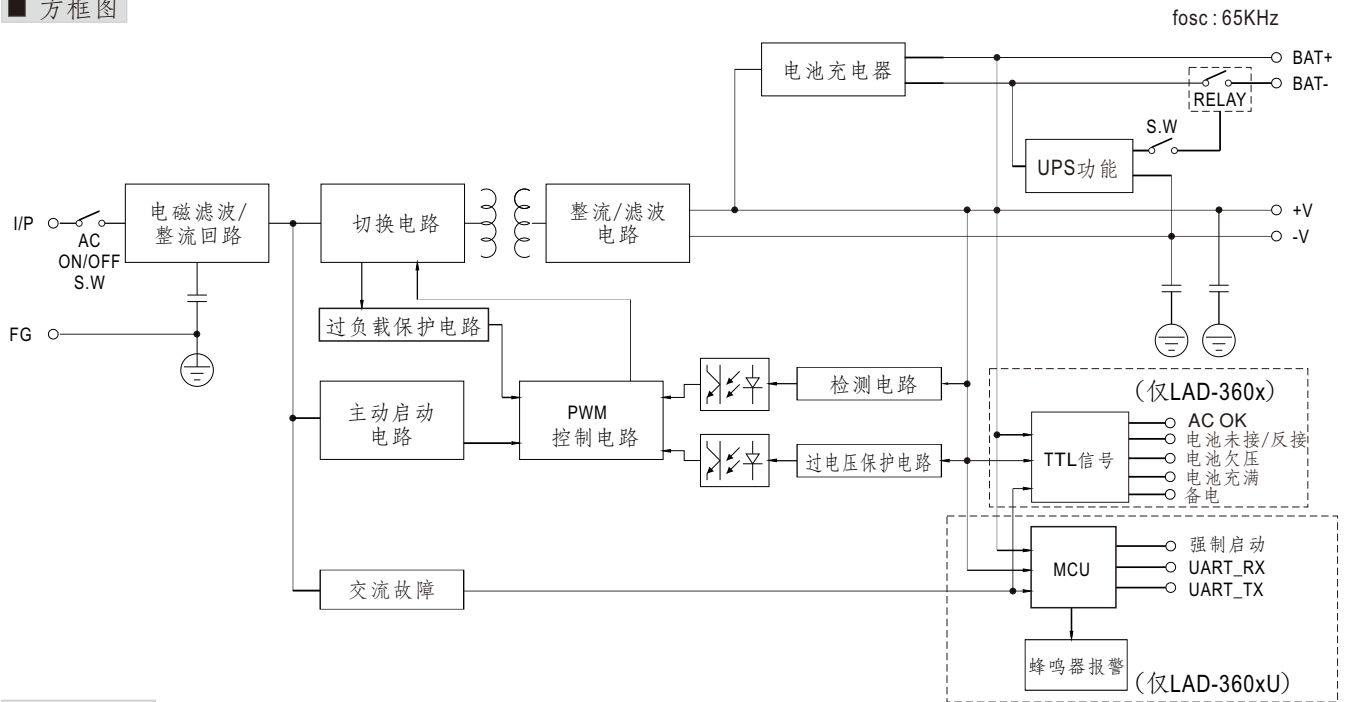 ■ 方框图
fosc : 65KHz
电池充电器
BAT+
BAT-
RELAY
S.W
UPS功能
I/P
AC
ON/OFF
S.W
电磁滤波/
整流回路
切换电路
整流/滤波
电路
+V
-V
FG
过负载保护电路
主动启动
电路
PWM
控制电路
检测电路
过电压保护电路
(仅LAD-360x)
TTL信号
AC OK
电池未接/反接
电池欠压
电池充满
备电
交流故障
MCU
强制启动
UART_RX
UART_TX
蜂鸣器报警
(仅LAD-360xU)